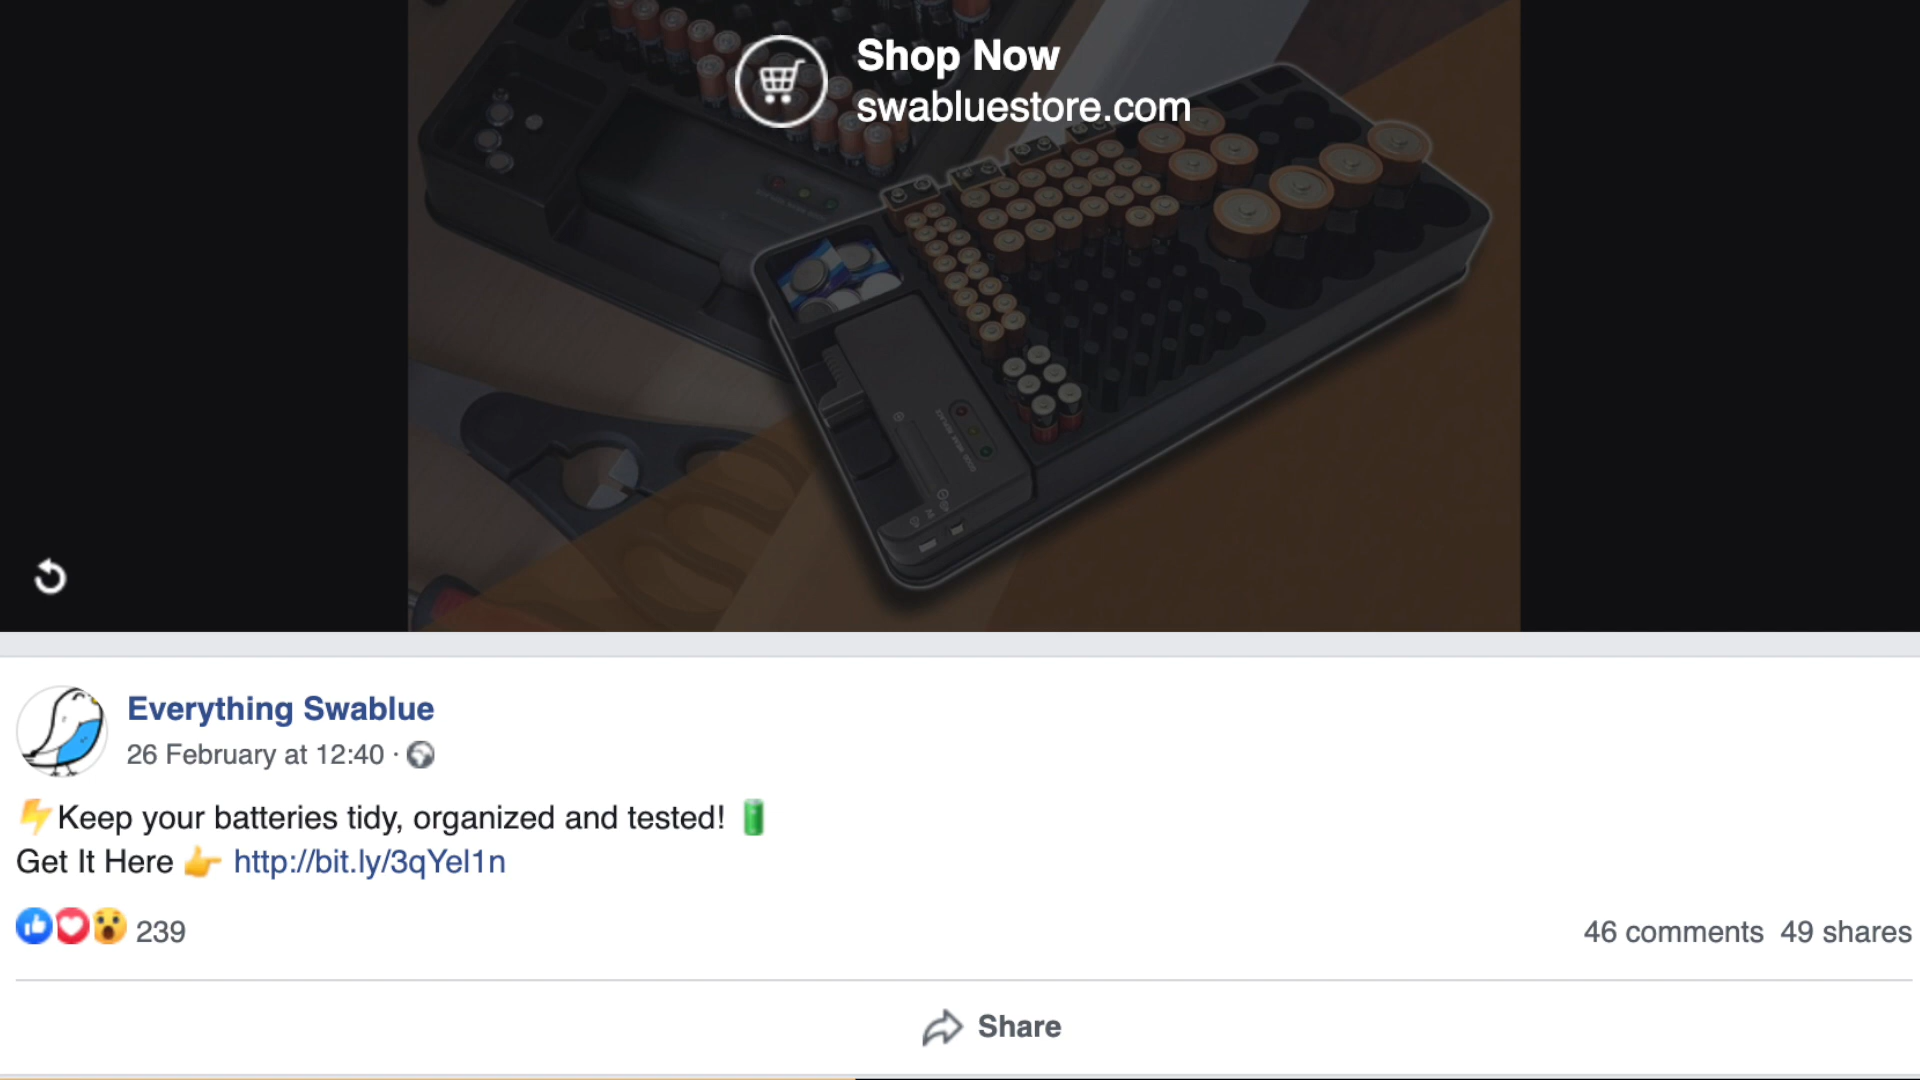 Shop Now
swabluestore.com
Everything Swablue
26 February at 12:40 ·
⚡Keep your batteries tidy, organized and tested! 🔋
Get It Here 👉 http://bit.ly/3qYel1n
239
46 comments 49 shares
Share